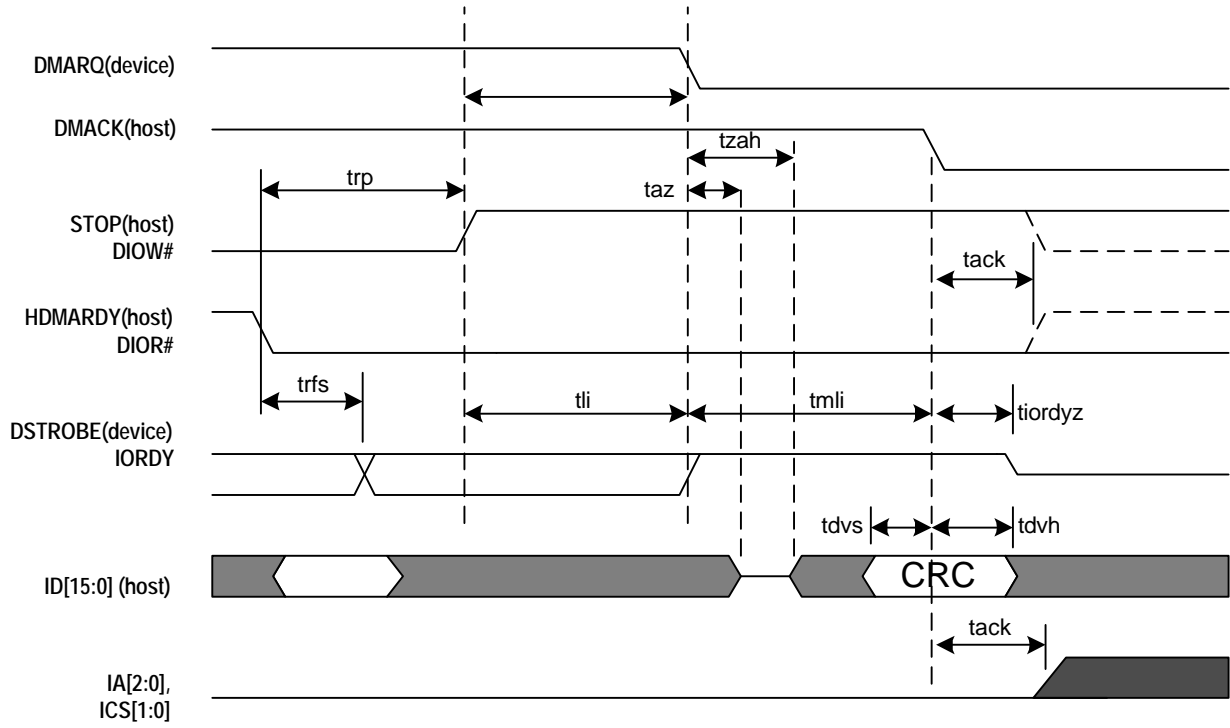 DMARQ(device)
DMACK(host)
tzah
trp
taz
STOP(host)
DIOW#
tack
HDMARDY(host)
DIOR#
trfs
tli
tmli
tiordyz
DSTROBE(device)
IORDY
tdvs
tdvh
ID[15:0] (host)
CRC
tack
IA[2:0],
ICS[1:0]